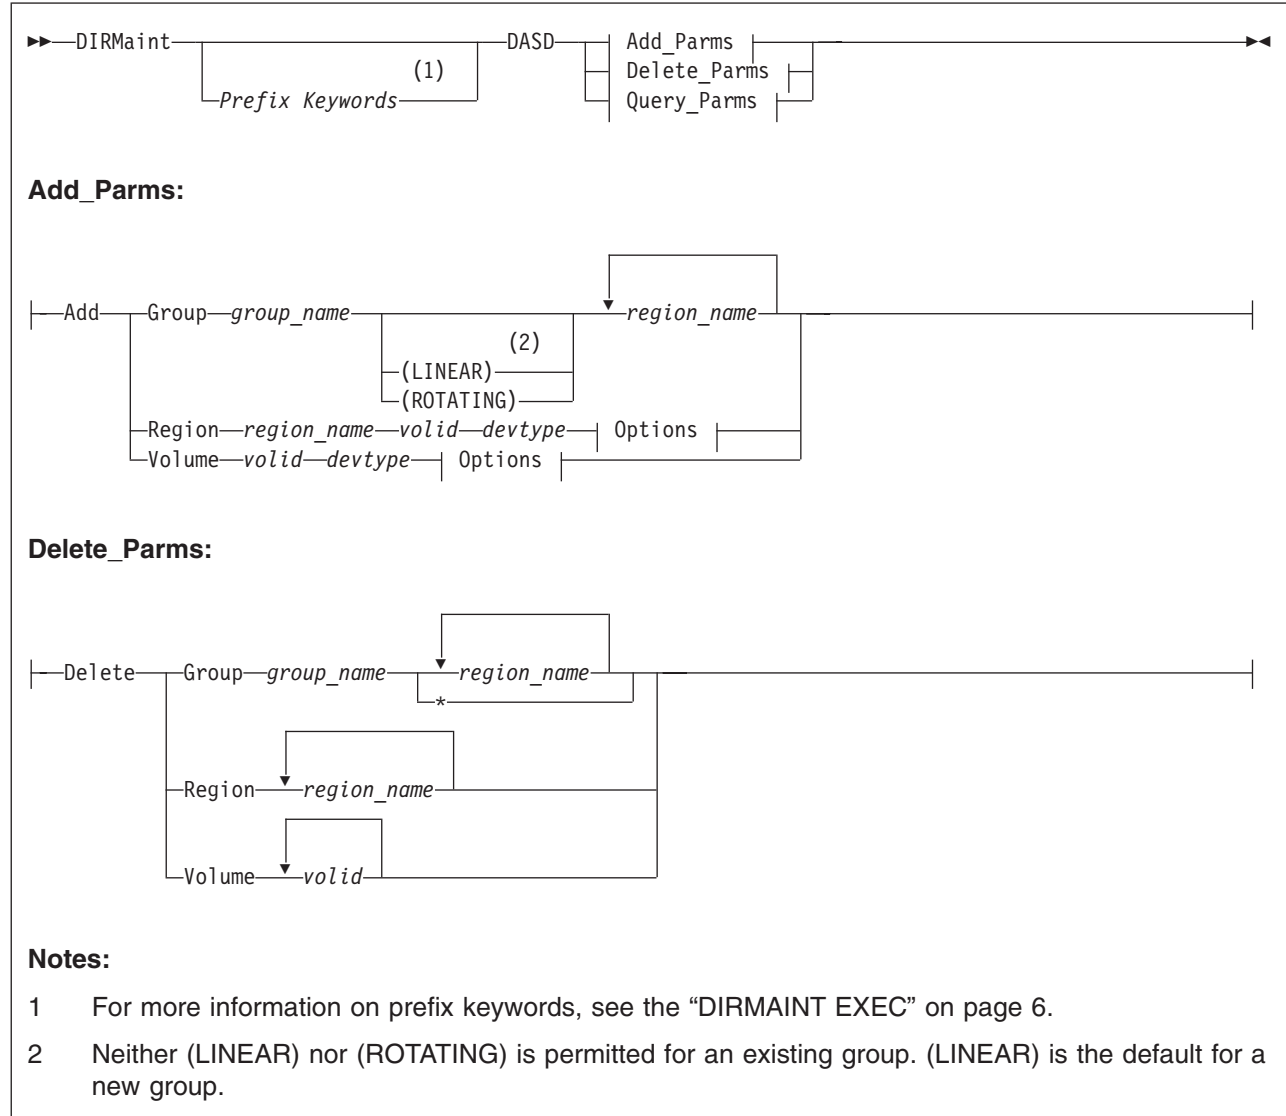 DIRMaint DASD Add_Parms
(1) Delete_Parms
Prefix Keywords Query_Parms
Add_Parms:
Add Group group_name region_name
(2)
(LINEAR)
(ROTATING)
Region region_name volid devtype Options
Volume volid devtype Options
Delete_Parms:
Delete Group group_name region_name
*
Region region_name
Volume volid
Notes:
1 For more information on prefix keywords, see the “DIRMAINT EXEC” on page 6.
2 Neither (LINEAR) nor (ROTATING) is permitted for an existing group. (LINEAR) is the default for a
new group.